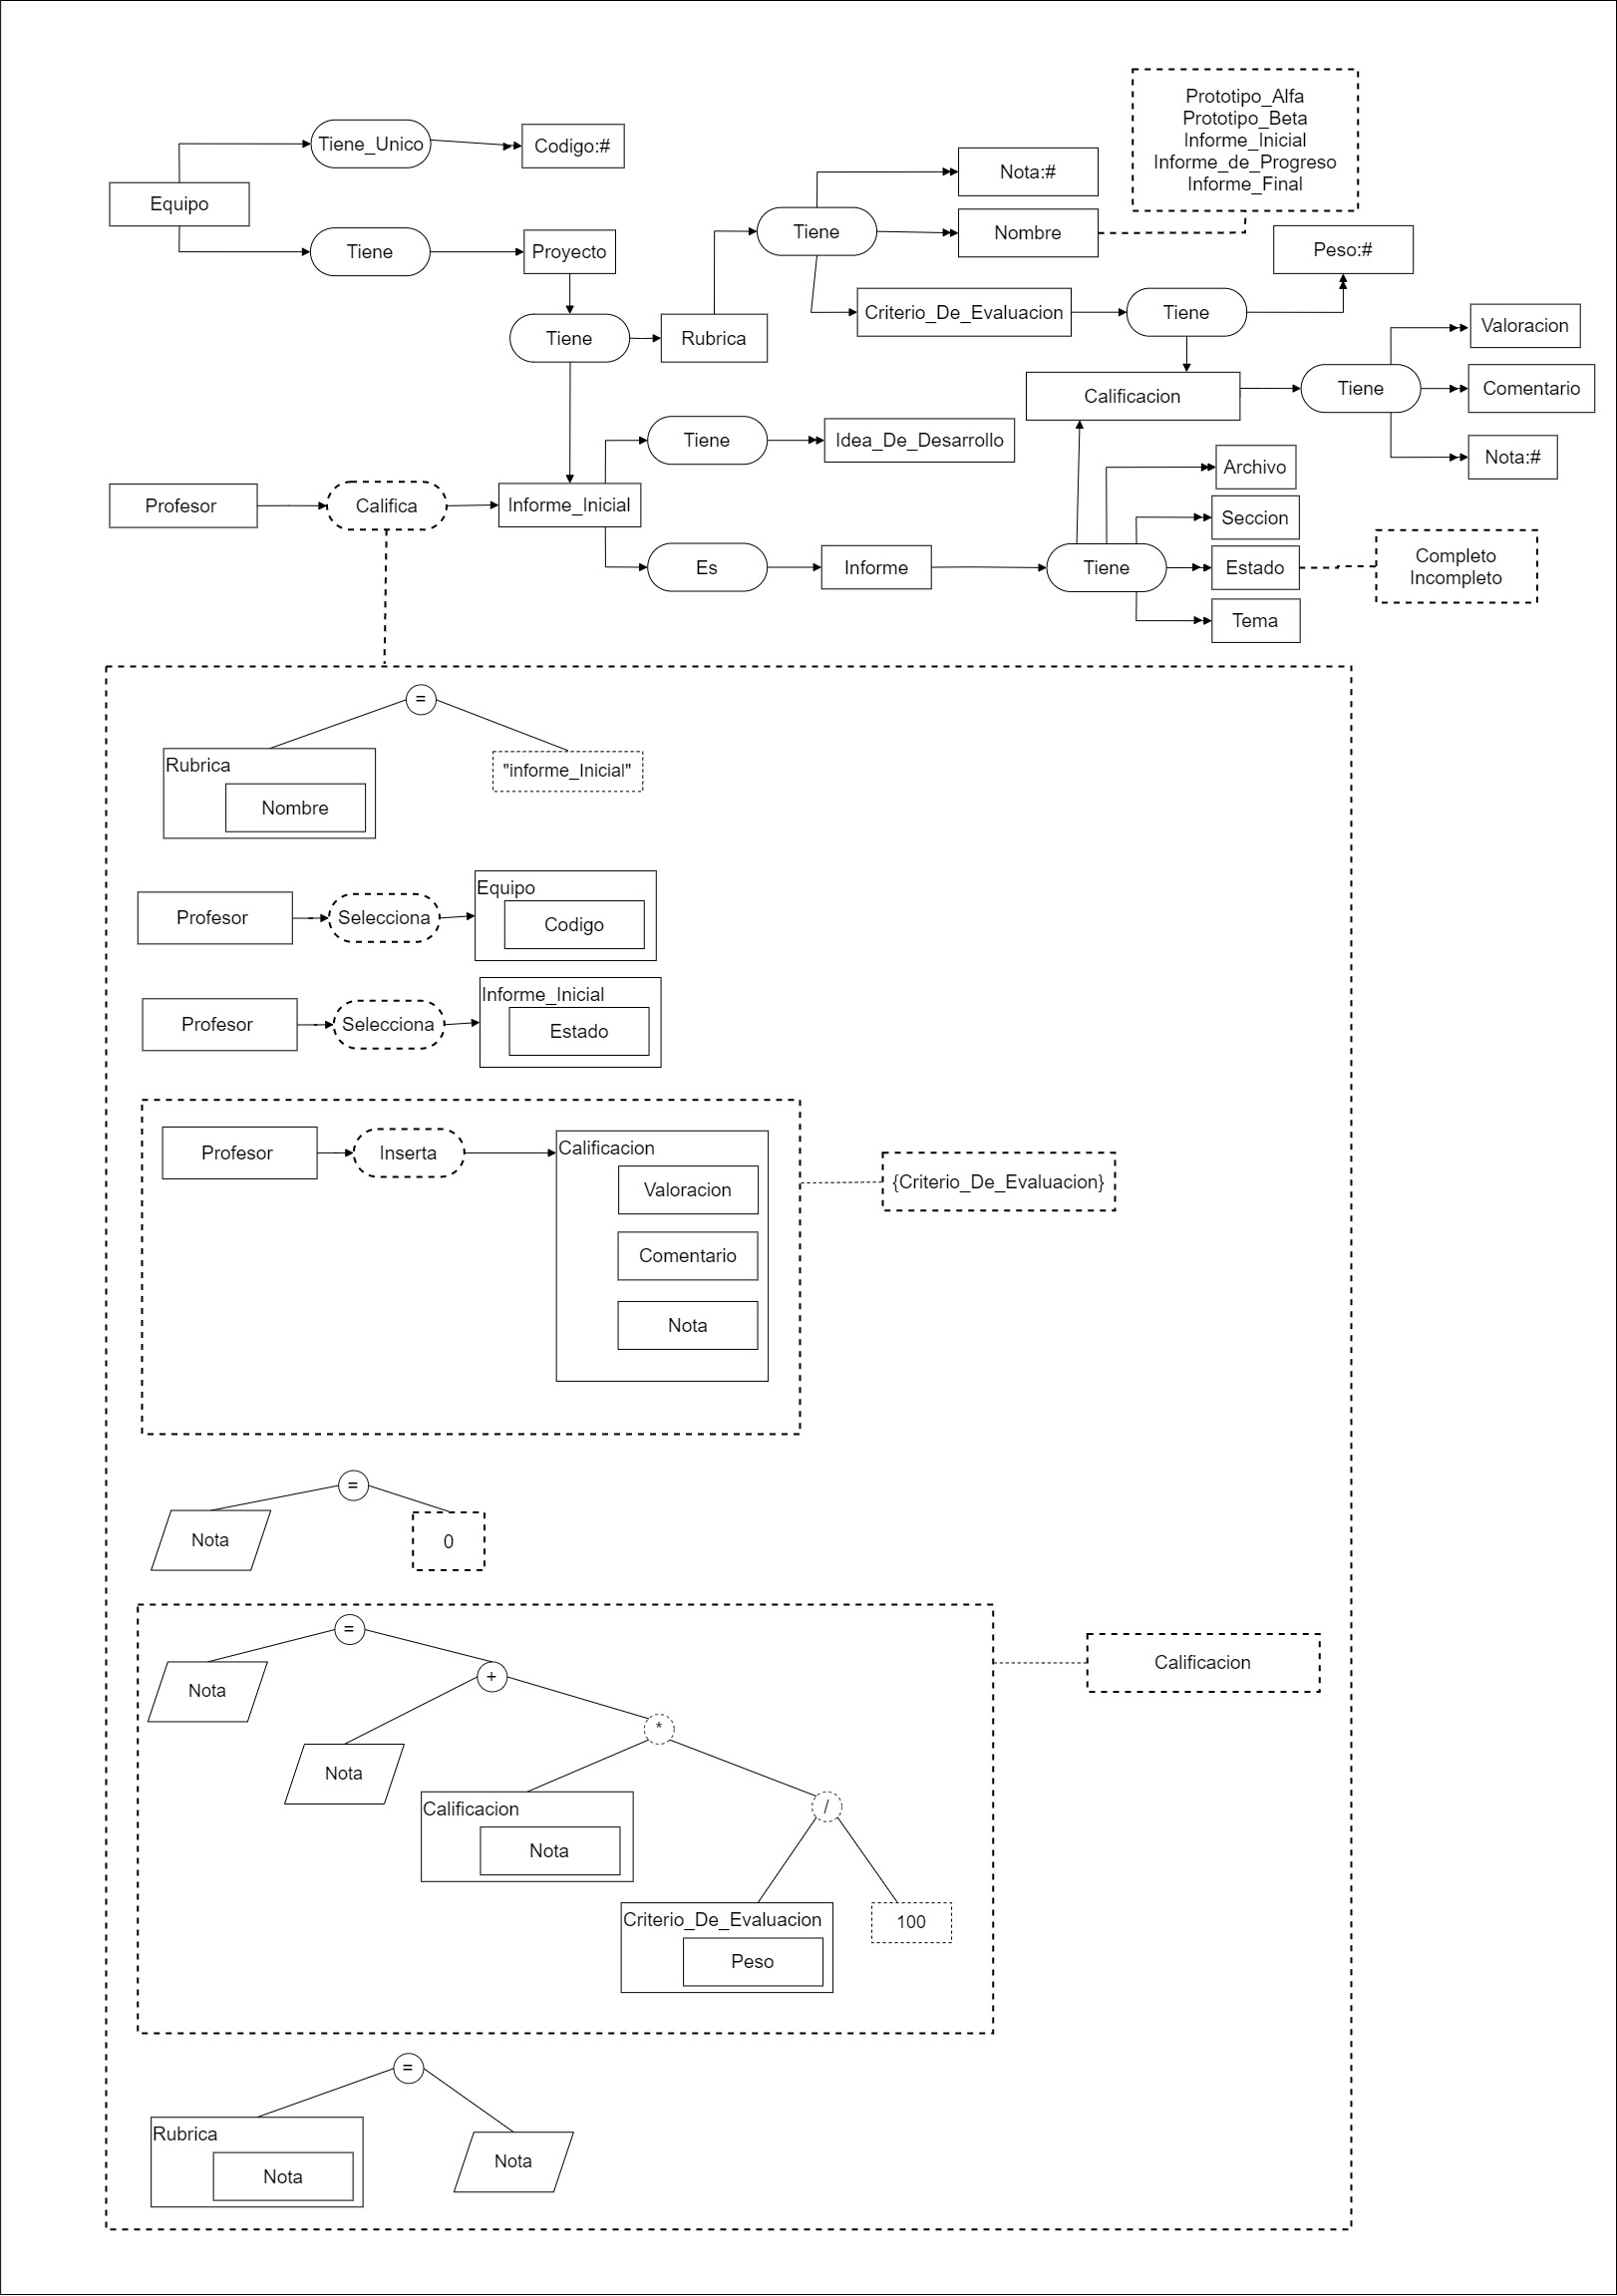 Prototipo_Alfa
Prototipo_Beta
Informe_Inicial
Informe_de_Progreso
Informe_Final
Tiene_Unico
Codigo:#
Equipo
Nota:#
Tiene
Nombre
Tiene
Proyecto
Peso:#
Criterio_De_Evaluacion
Tiene
Tiene
Rubrica
Valoracion
Calificacion
Tiene
Comentario
Tiene
Idea_De_Desarrollo
Nota:#
Archivo
Profesor
Califica
Informe_Inicial
Seccion
Es
Informe
Tiene
Estado
Completo
Incompleto
Tema
=
Rubrica
Nombre
"informe_Inicial"
Profesor
Selecciona
Equipo
Codigo
Profesor
Selecciona
Informe_Inicial
Estado
Profesor
Inserta
Calificacion
Valoracion
Comentario
Nota
{Criterio_De_Evaluacion}
=
Nota
0
=
Nota
+
Nota
*
Calificacion
Nota
/
Criterio_De_Evaluacion
Peso
100
Calificacion
=
Rubrica
Nota
Nota